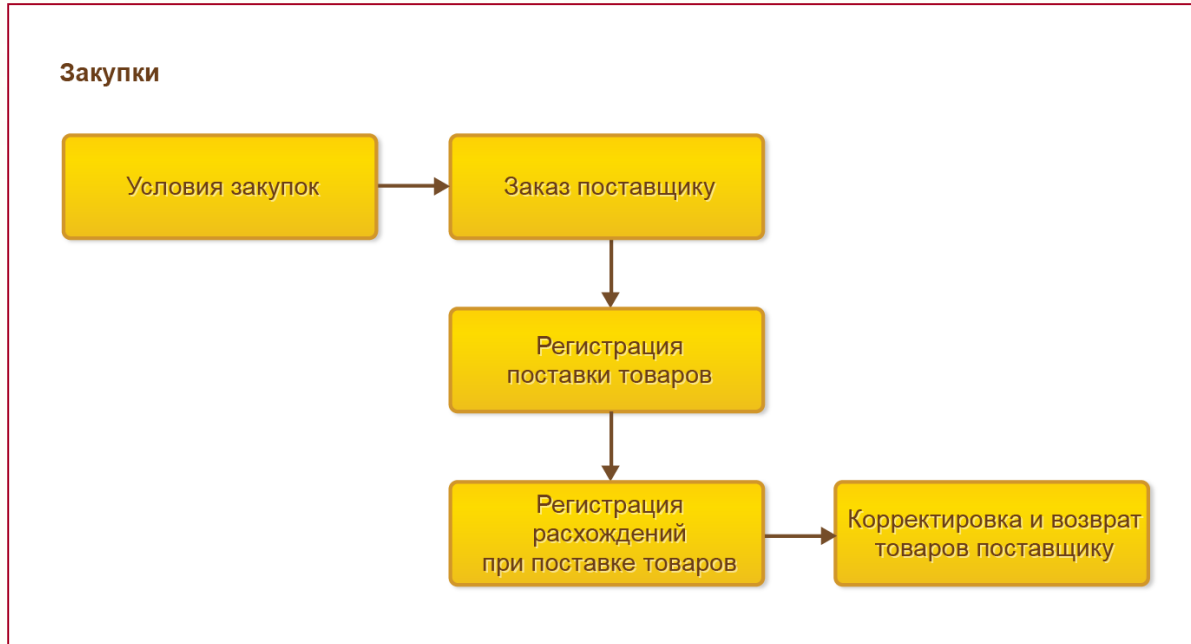 Закупки
Условия закупок
Заказ поставщику
Регистрация
поставки товаров
Регистрация
расхождений
при поставке товаров
Корректировка и возврат
товаров поставщику